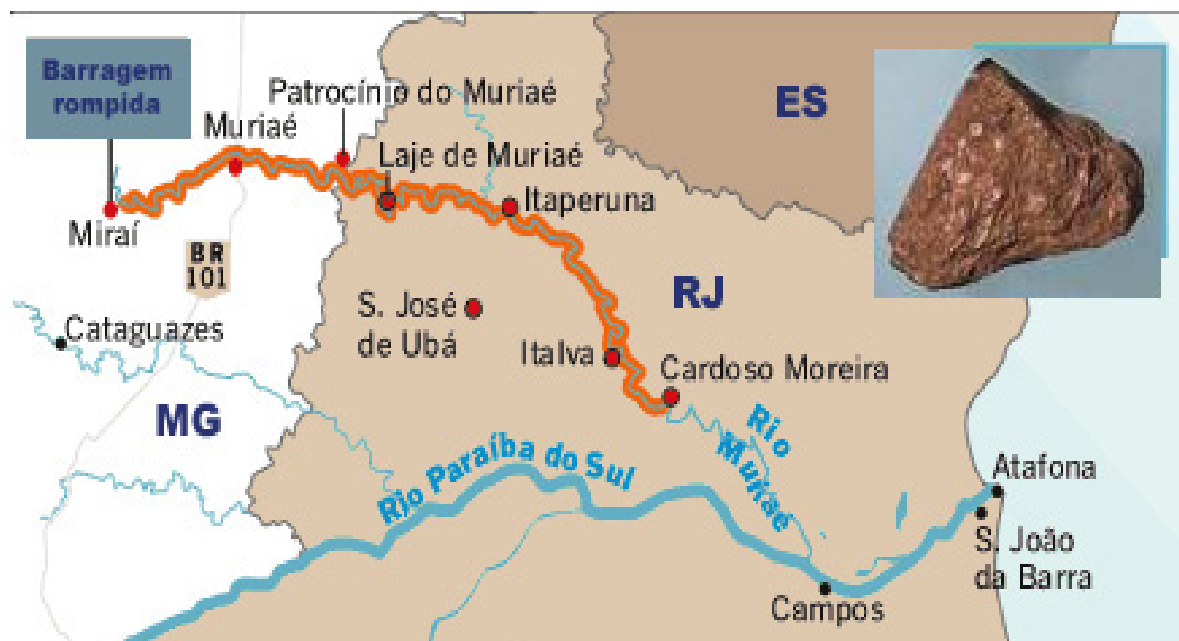 Barragem
rompida
Patrocínio do Muriaé
Muriaé
Laje de Muriaé
Itaperuna
Miraí
BR
101
ES
RJ
S. José
de Ubá
Cataguazes
Italva
Cardoso Moreira
MG
Rio
Muriaé
Rio Paraíba do Sul
Atafona
S. João
da Barra
Campos